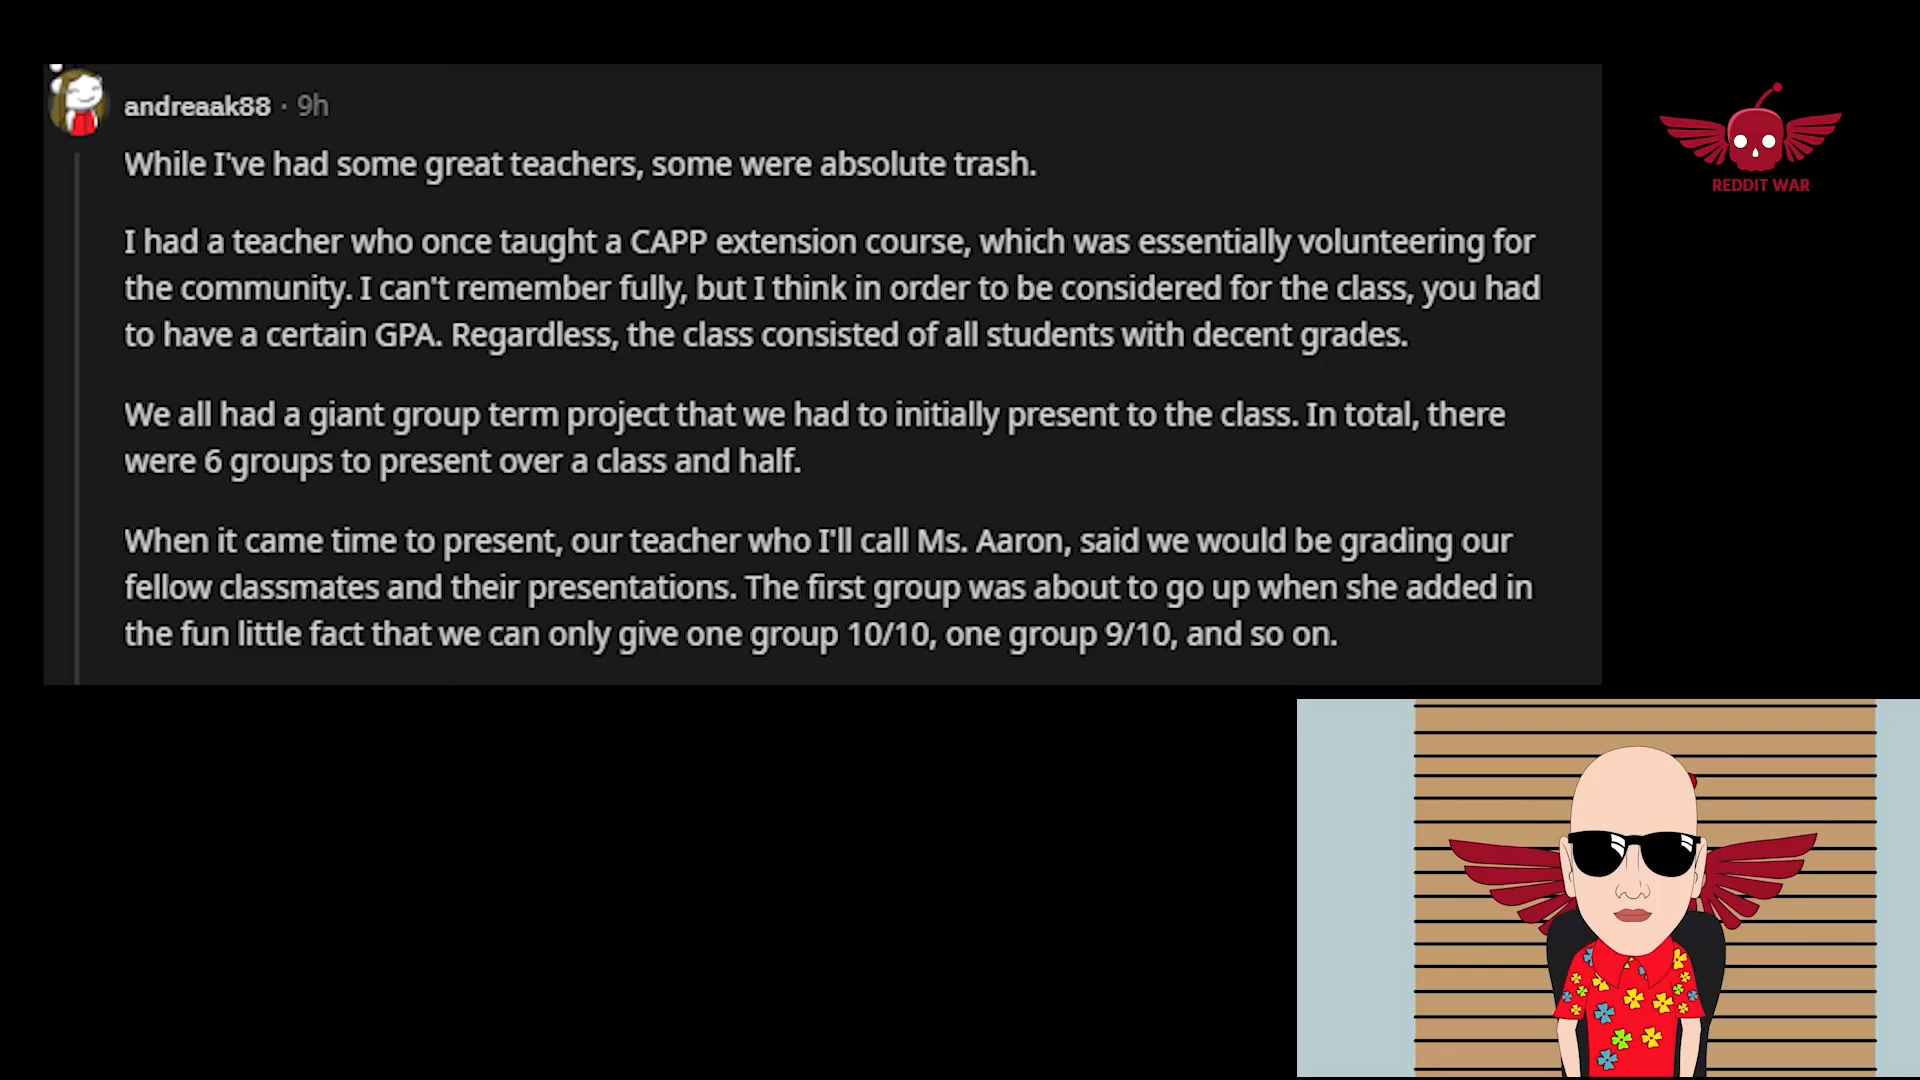 andreaak88 · 9h
While I've had some great teachers, some were absolute trash.
I had a teacher who once taught a CAPP extension course, which was essentially volunteering for
the community. I can't remember fully, but I think in order to be considered for the class, you had
to have a certain GPA. Regardless, the class consisted of all students with decent grades.
We all had a giant group term project that we had to initially present to the class. In total, there
were 6 groups to present over a class and half.
When it came time to present, our teacher who I'll call Ms. Aaron, said we would be grading our
fellow classmates and their presentations. The first group was about to go up when she added in
the fun little fact that we can only give one group 10/10, one group 9/10, and so on.
REDDIT WAR